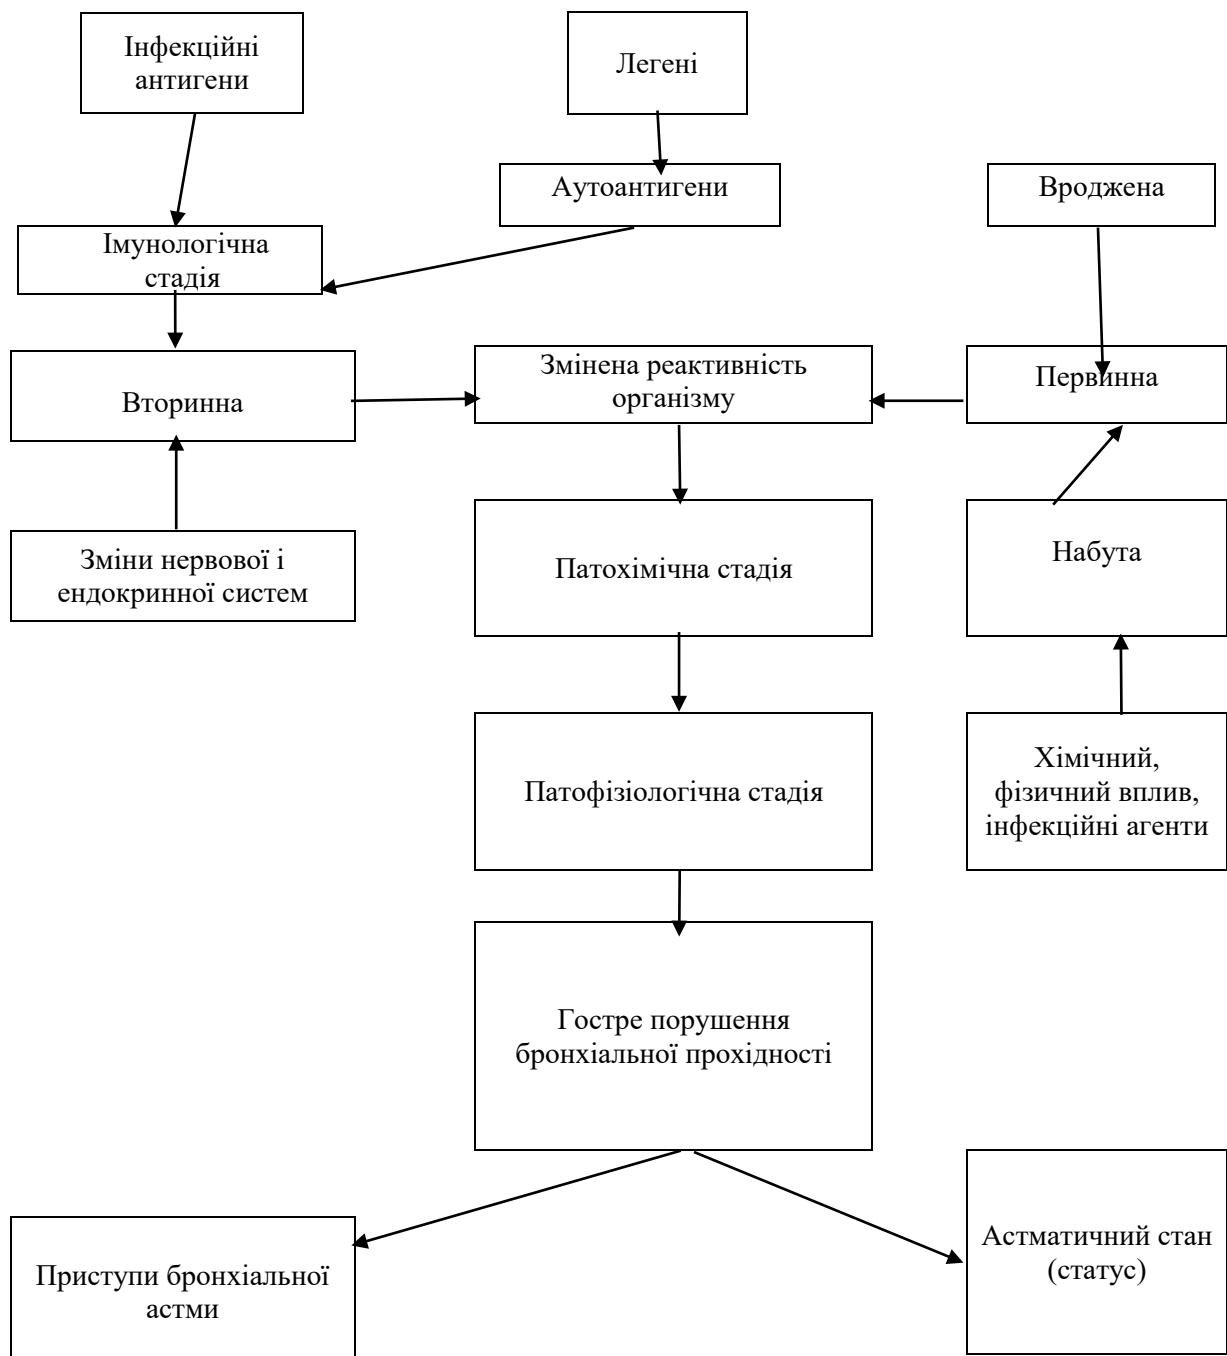 Інфекційні
антигени
Легені
Аутоантигени
Вроджена
Імунологічна
стадія
Вторинна
Змінена реактивність
організму
Первинна
Зміни нервової і
ендокринної систем
Патохімічна стадія
Набута
Патофізіологічна стадія
Хімічний,
фізичний вплив,
інфекційні агенти
Гостре порушення
бронхіальної прохідності
Приступи бронхіальної
астми
Астматичний стан
(статус)